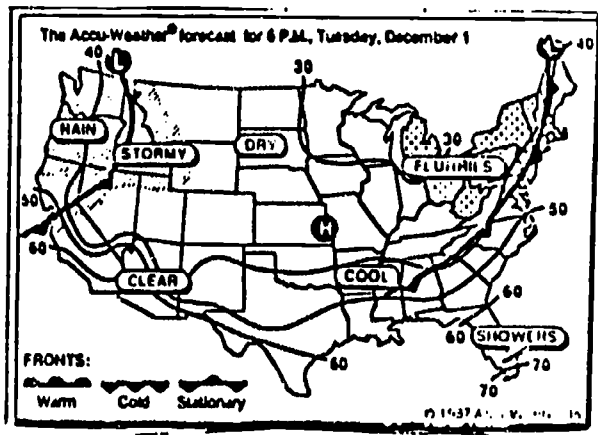 The Accu-Weather® forecast for 6 P.M., Tuesday, December 1
40
L
30
L
40
RAIN
STORMY
DRY
30
FLURRIES
50
H
50
60
CLEAR
COOL
60
60
SHOWERS
60
70
70
FRONTS:
Warm
Cold
Stationary